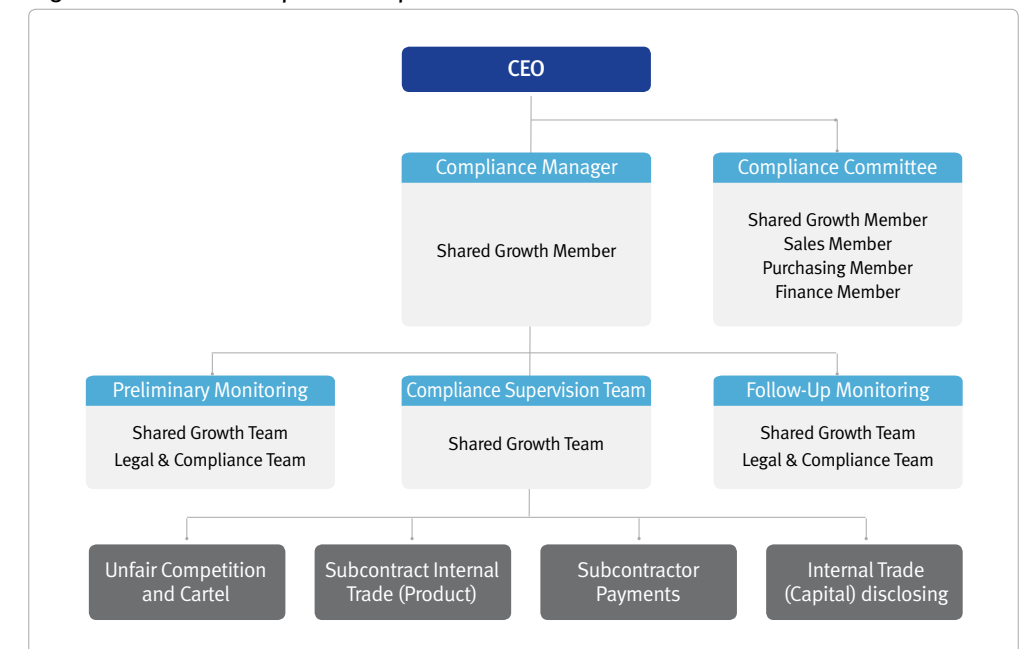 CEO
Compliance Manager
Shared Growth Member
Compliance Committee
Shared Growth Member
Sales Member
Purchasing Member
Finance Member
Preliminary Monitoring
Shared Growth Team
Legal & Compliance Team
Compliance Supervision Team
Shared Growth Team
Follow-Up Monitoring
Shared Growth Team
Legal & Compliance Team
Unfair Competition
and Cartel
Subcontract Internal
Trade (Product)
Subcontractor
Payments
Internal Trade
(Capital) disclosing